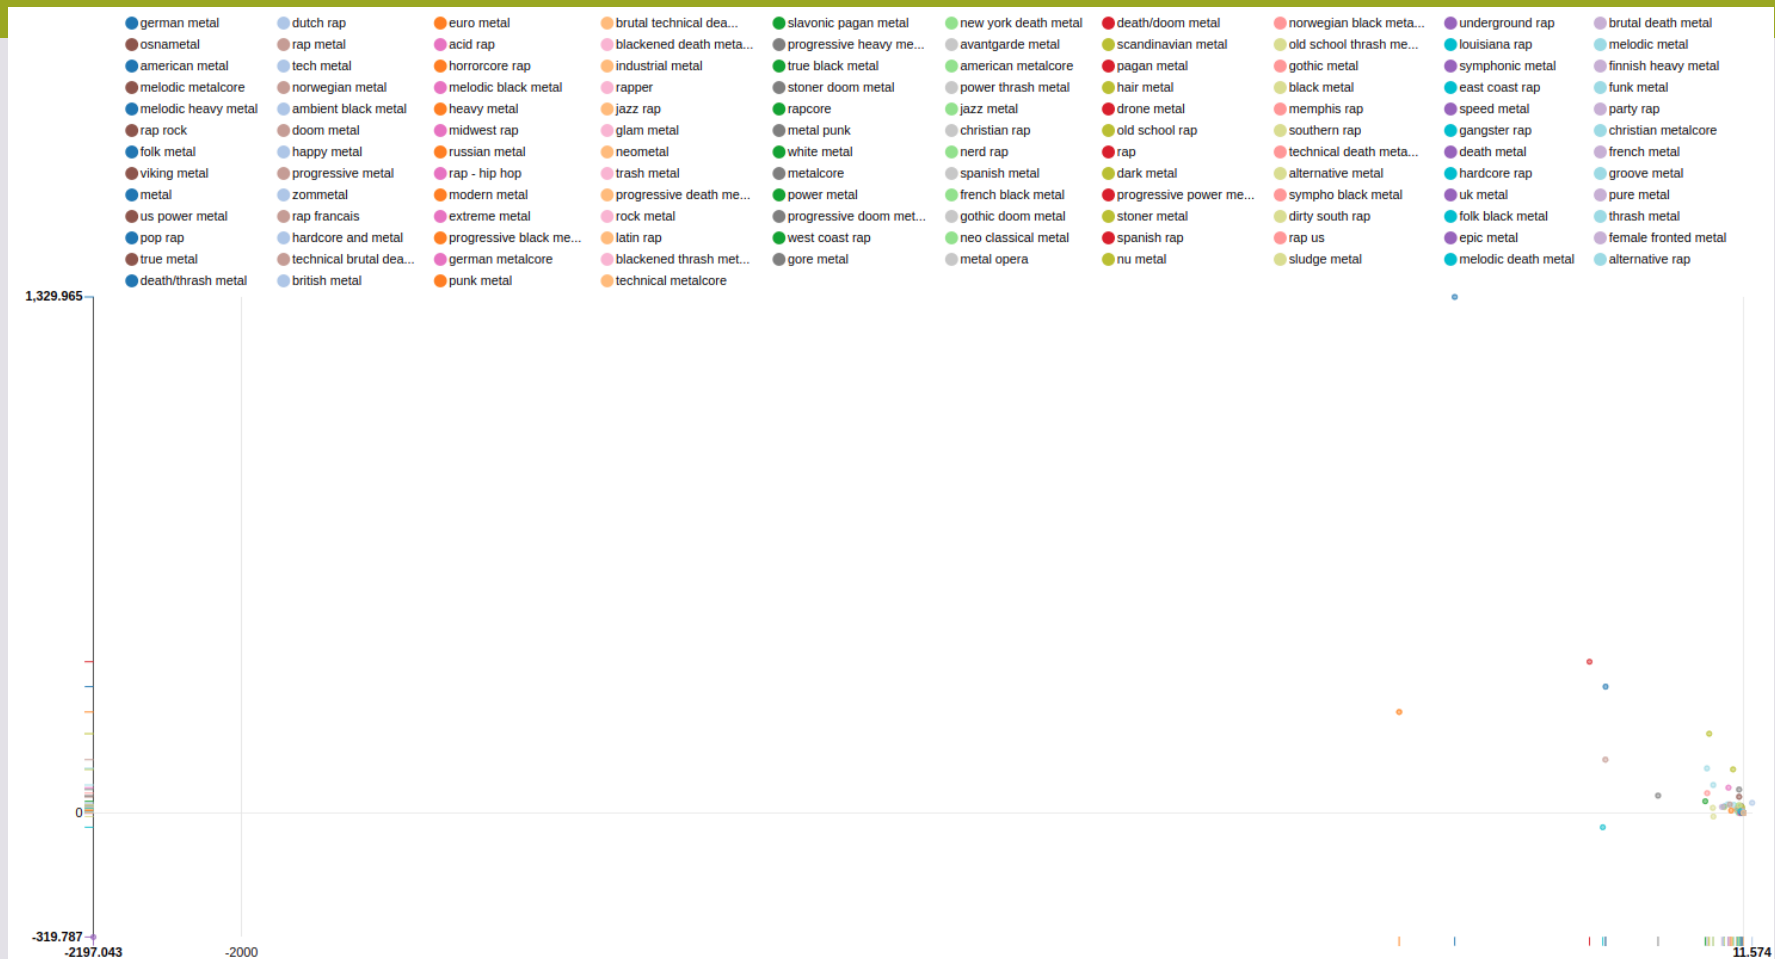 german metal dutch rap euro metal brutal technical dea... slavonic pagan metal new york death metal death/doom metal norwegian black meta... underground rap brutal death metal
osnametal rap metal acid rap blackened death meta... progressive heavy me... avantgarde metal scandinavian metal old school thrash me... louisiana rap melodic metal
american metal tech metal horrorcore rap industrial metal true black metal american metalcore pagan metal gothic metal symphonic metal finnish heavy metal
melodic metalcore norwegian metal melodic black metal rapper stoner doom metal power thrash metal hair metal black metal east coast rap funk metal
melodic heavy metal ambient black metal heavy metal jazz rap rapcore jazz metal drone metal memphis rap speed metal party rap
rap rock doom metal midwest rap glam metal metal punk christian rap old school rap southern rap gangster rap christian metalcore
folk metal happy metal russian metal neometal white metal nerd rap rap technical death meta... death metal french metal
viking metal progressive metal rap - hip hop trash metal metalcore spanish metal dark metal alternative metal hardcore rap groove metal
metal zommetal modern metal progressive death me... power metal french black metal progressive power me... sympho black metal uk metal pure metal
us power metal rap francais extreme metal rock metal progressive doom met... gothic doom metal stoner metal dirty south rap folk black metal thrash metal
pop rap hardcore and metal progressive black me... latin rap west coast rap neo classical metal spanish rap rap us epic metal female fronted metal
true metal technical brutal dea... german metalcore blackened thrash met... gore metal metal opera nu metal sludge metal melodic death metal alternative rap
death/thrash metal british metal punk metal technical metalcore
1,329.965
0
-319.787
-2197.043 -2000 11.574